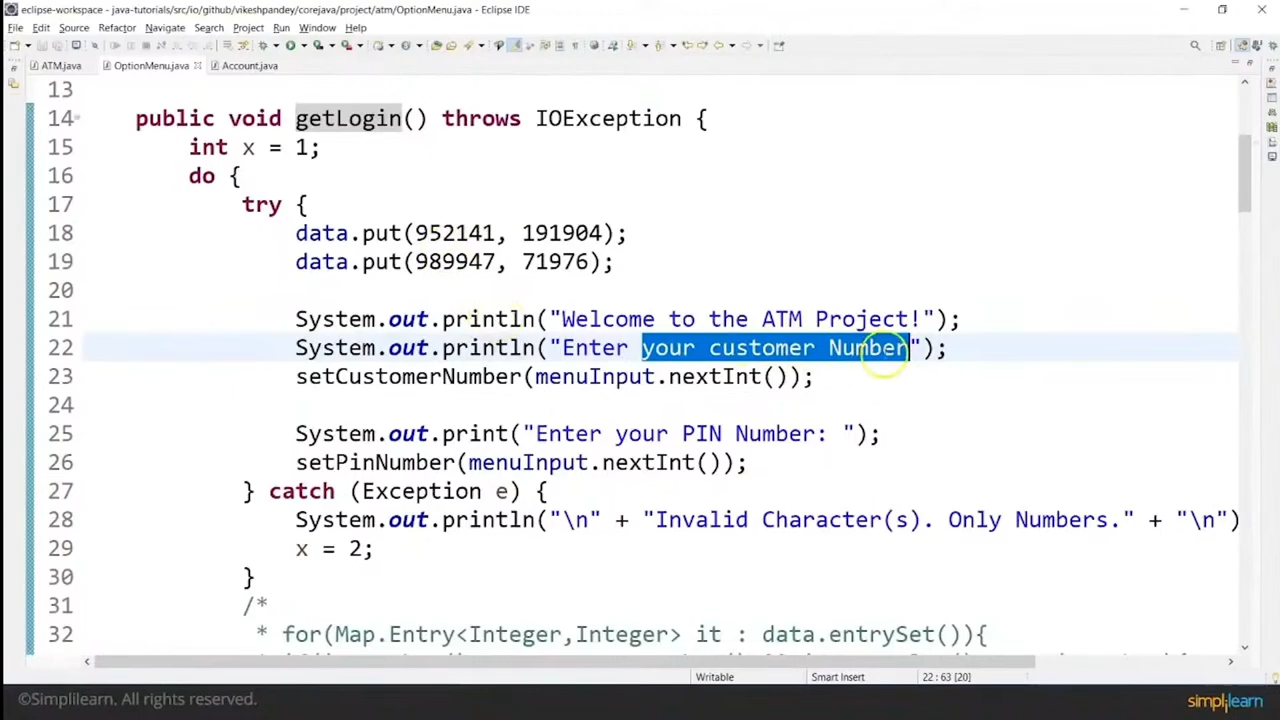 eclipse-workspace - java-tutorials/src/io/github/vikeshpandey/corejava/project/atm/OptionMenu.java - Eclipse IDE
File Edit Source Refactor Navigate Search Project Run Window Help
ATM.java OptionMenu.java Account.java
13
14 public void getLogin() throws IOException {
15 int x = 1;
16 do {
17 try {
18 data.put(952141, 191904);
19 data.put(989947, 71976);
20
21 System.out.println("Welcome to the ATM Project!");
22 System.out.println("Enter your customer Number");
23 setCustomerNumber(menuInput.nextInt());
24
25 System.out.print("Enter your PIN Number: ");
26 setPinNumber(menuInput.nextInt());
27 } catch (Exception e) {
28 System.out.println("\n" + "Invalid Character(s). Only Numbers." + "\n")
29 x = 2;
30 }
31 /*
32 * for(Map.Entry<Integer,Integer> it : data.entrySet()){
Writable Smart Insert 22 : 63 [20]
©Simplilearn. All rights reserved.
simplilearn